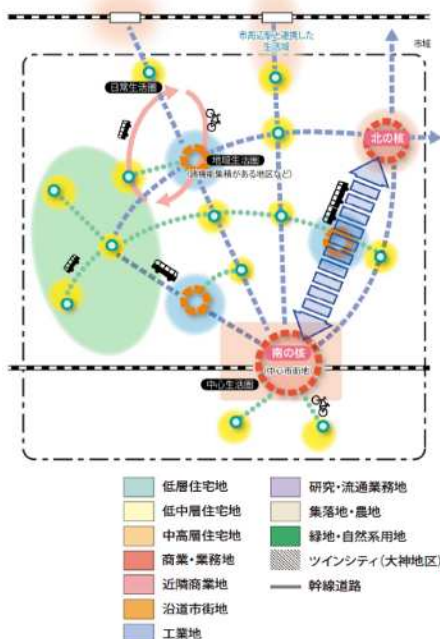 市周辺駅と連携した
生活域
市域
日常生活圏
北の核
地域生活圏
(諸機能集積がある地区など)
南の核
(中心市街地)
中心生活圏
低層住宅地
低中層住宅地
中高層住宅地
商業・業務地
近隣商業地
沿道市街地
工業地
研究・流通業務地
集落地・農地
緑地・自然系用地
ツインシティ(大神地区)
幹線道路